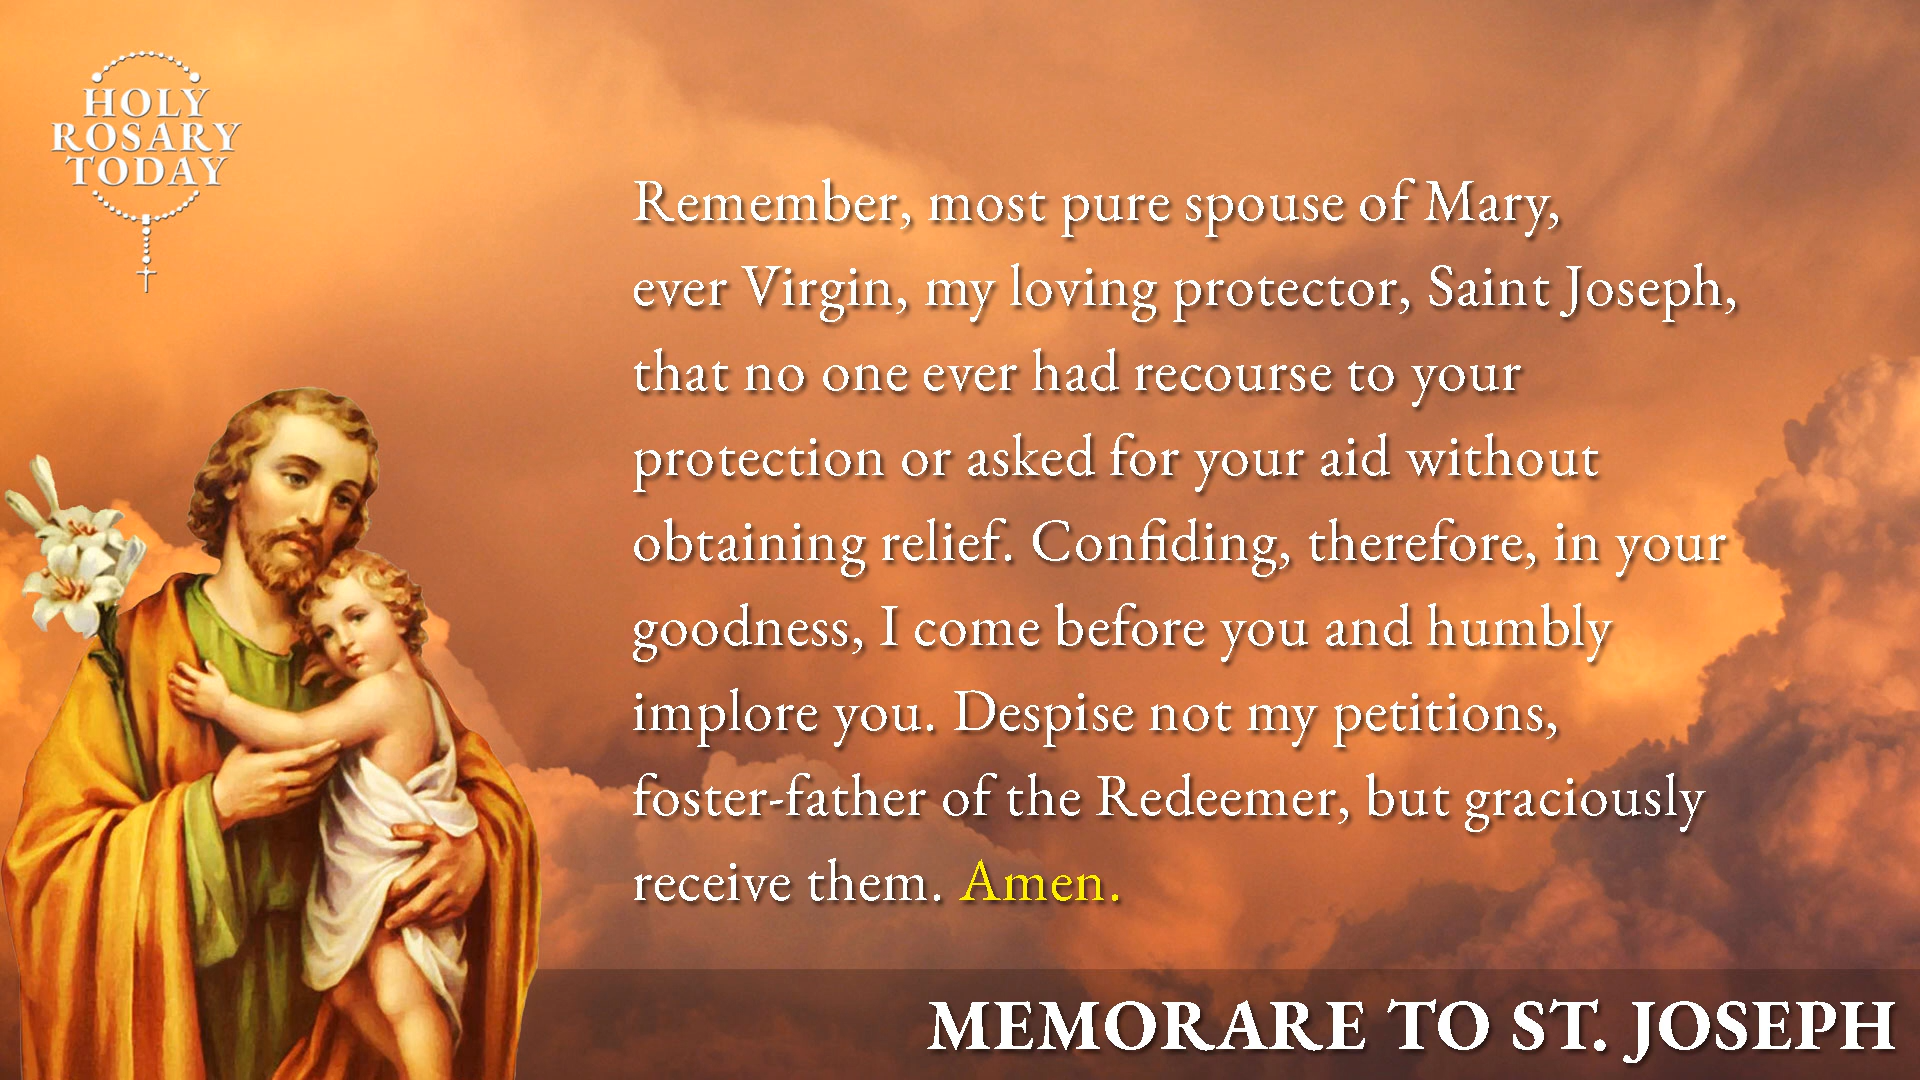 HOLY
ROSARY
TODAY
Remember, most pure spouse of Mary,
ever Virgin, my loving protector, Saint Joseph,
that no one ever had recourse to your
protection or asked for your aid without
obtaining relief. Confiding, therefore, in your
goodness, I come before you and humbly
implore you. Despise not my petitions,
foster-father of the Redeemer, but graciously
receive them. Amen.
MEMORARE TO ST. JOSEPH